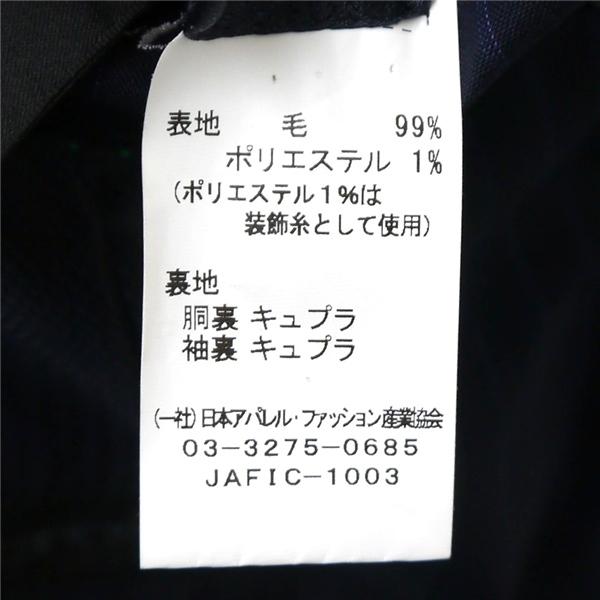 表地 毛 99%
ポリエステル 1%
(ポリエステル1%は
装飾糸として使用)
裏地
胴裏 キュプラ
袖裏 キュプラ
(一社)日本アパレル・ファッション産業協会
03-3275-0685
JAFIC-1003